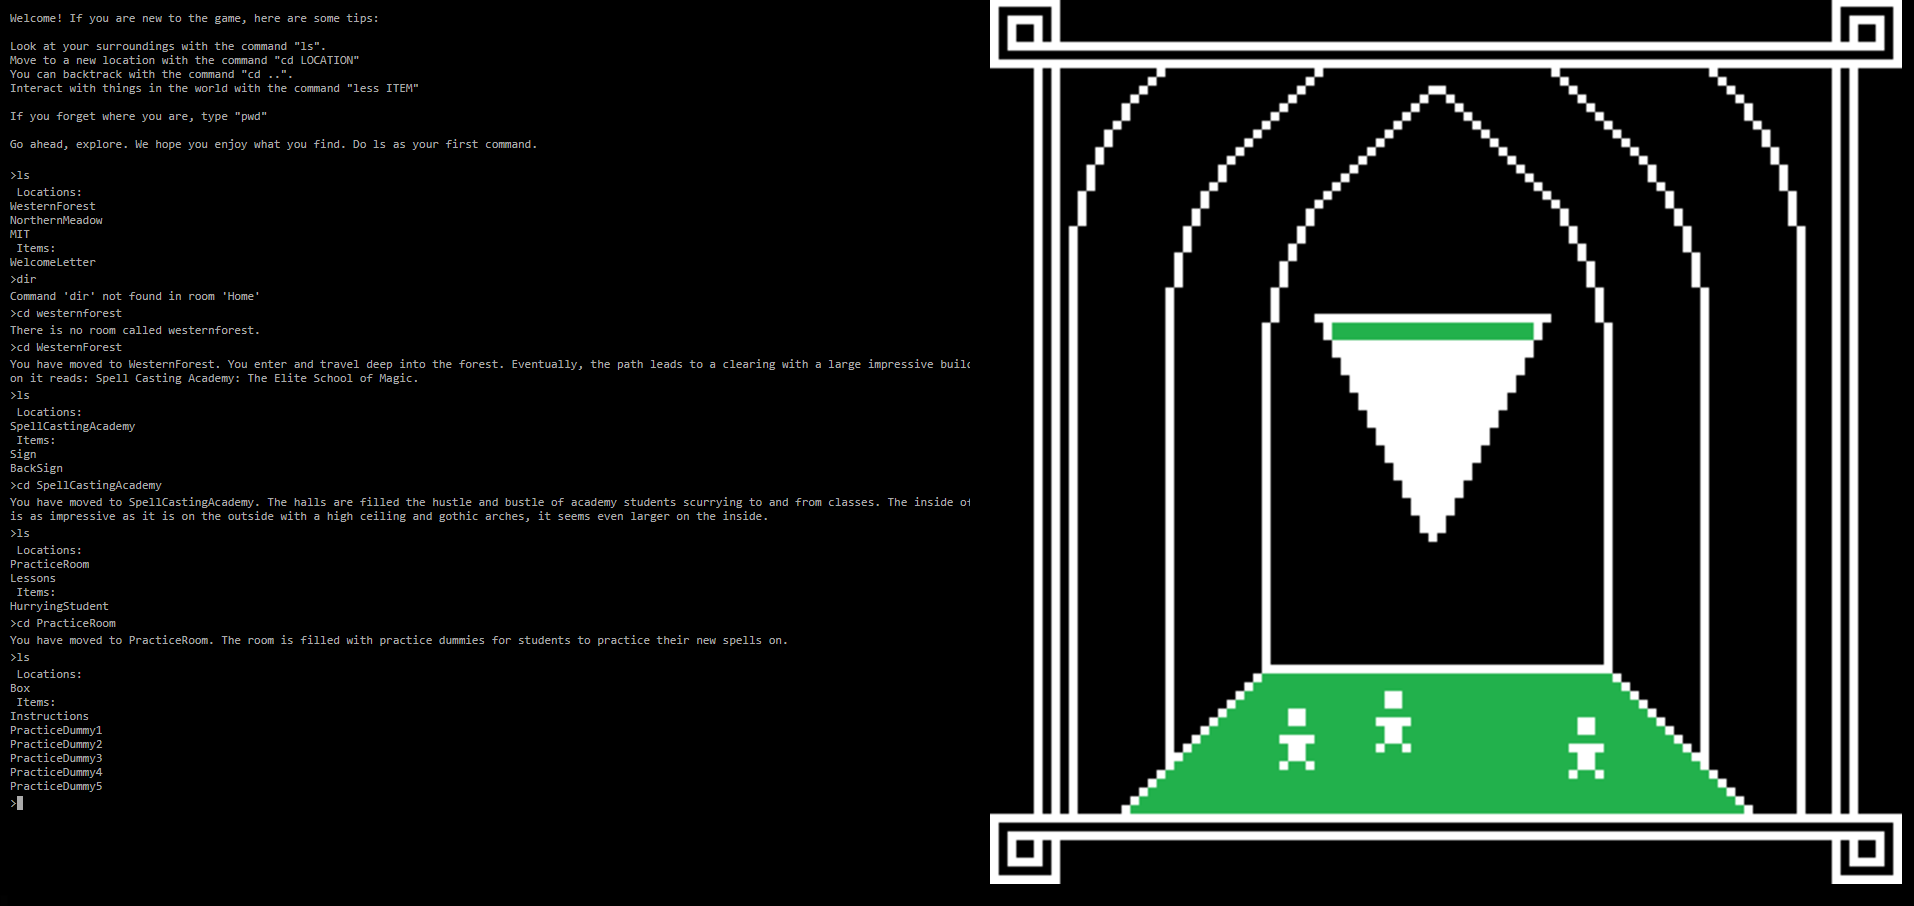 Welcome! If you are new to the game, here are some tips:
Look at your surroundings with the command "ls".
Move to a new location with the command "cd LOCATION"
You can backtrack with the command "cd ..".
Interact with things in the world with the command "less ITEM"
If you forget where you are, type "pwd"
Go ahead, explore. We hope you enjoy what you find. Do ls as your first command.
>ls
Locations:
WesternForest
NorthernMeadow
MIT
Items:
WelcomeLetter
>dir
Command 'dir' not found in room 'Home'
>cd westernforest
There is no room called westernforest.
>cd WesternForest
You have moved to WesternForest. You enter and travel deep into the forest. Eventually, the path leads to a clearing with a large impressive
on it reads: Spell Casting Academy: The Elite School of Magic.
>ls
Locations:
SpellCastingAcademy
Items:
Sign
BackSign
>cd SpellCastingAcademy
You have moved to SpellCastingAcademy. The halls are filled the hustle and bustle of academy students scurrying to and from classes. The inside of
is as impressive as it is on the outside with a high ceiling and gothic arches, it seems even larger on the inside.
>ls
Locations:
PracticeRoom
Lessons
Items:
HurryingStudent
>cd PracticeRoom
You have moved to PracticeRoom. The room is filled with practice dummies for students to practice their new spells on.
>ls
Locations:
Box
Items:
Instructions
PracticeDummy1
PracticeDummy2
PracticeDummy3
PracticeDummy4
PracticeDummy5
>